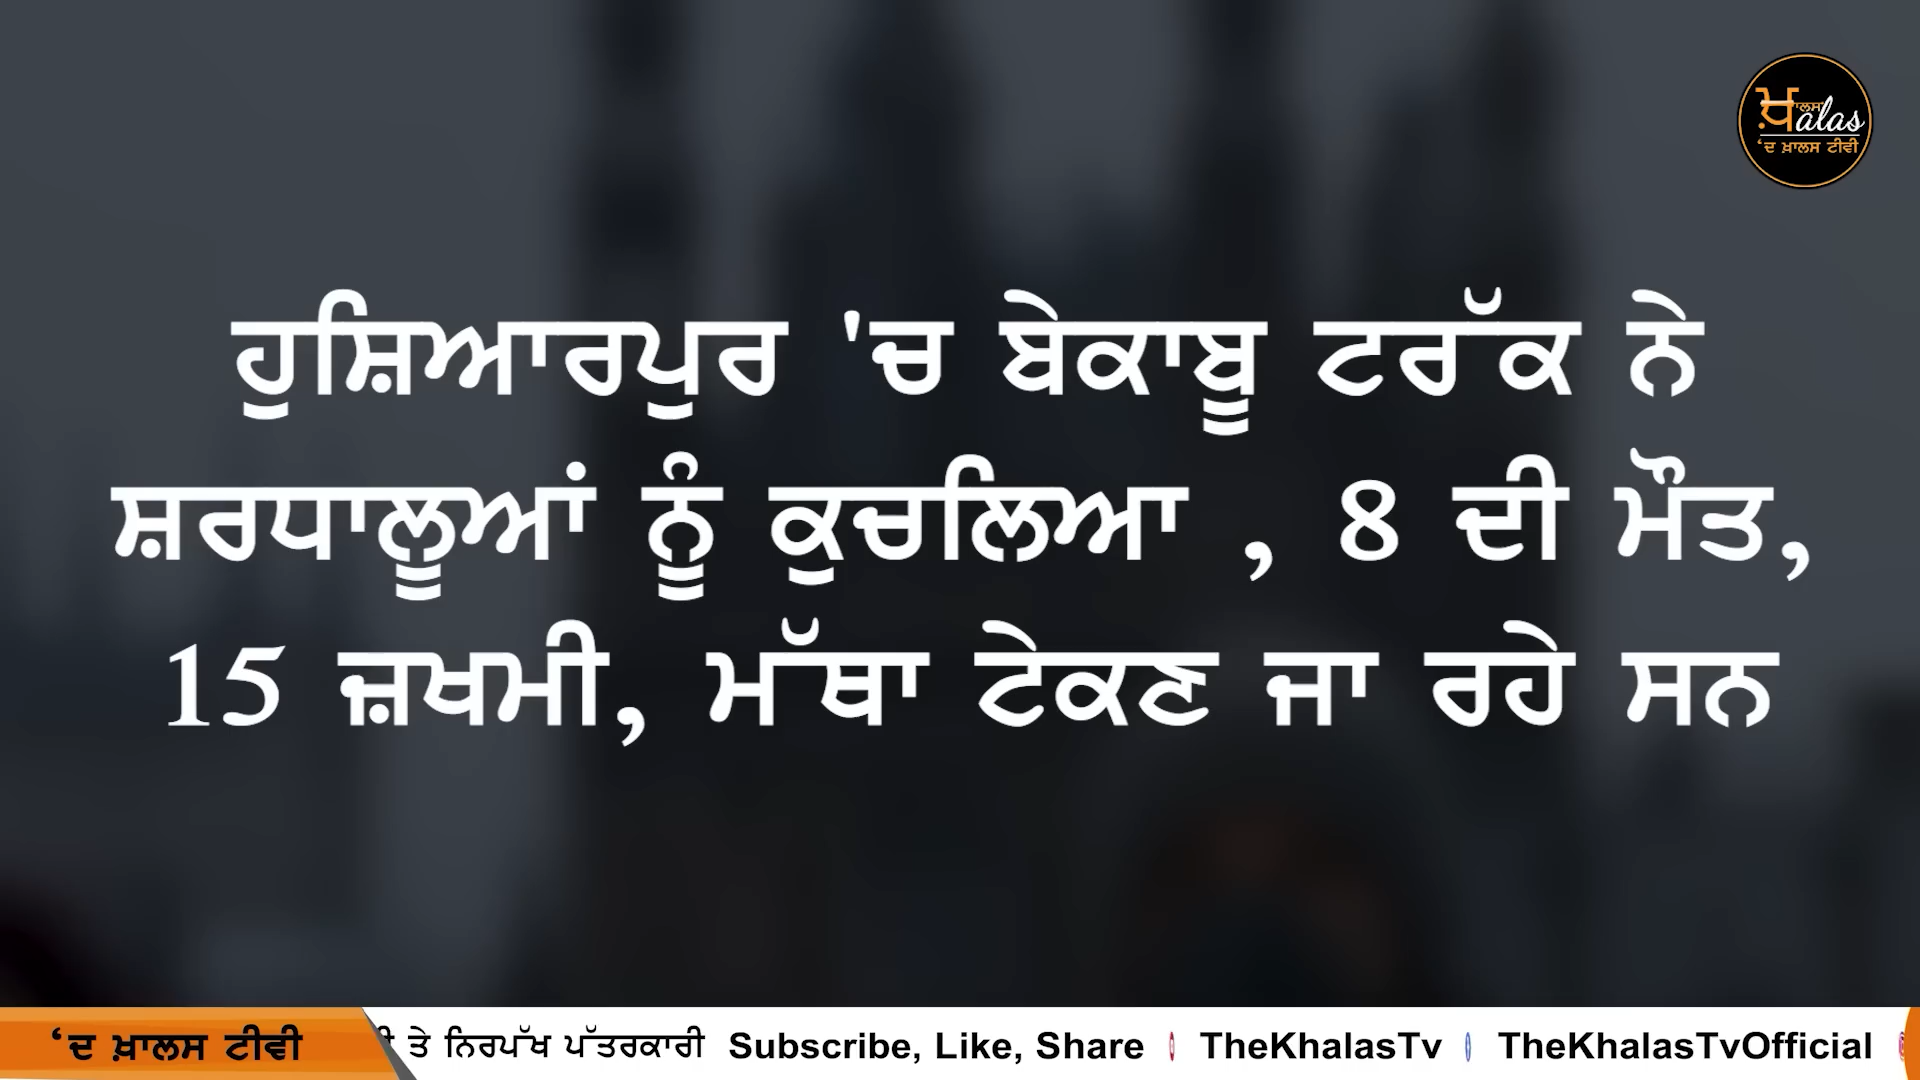 ਖ਼ਾਲਸ
alas
‘ਦ ਖ਼ਾਲਸ ਟੀਵੀ
ਹੁਸ਼ਿਆਰਪੁਰ 'ਚ ਬੇਕਾਬੂ ਟਰੱਕ ਨੇ
ਸ਼ਰਧਾਲੂਆਂ ਨੂੰ ਕੁਚਲਿਆ , 8 ਦੀ ਮੌਤ,
15 ਜ਼ਖਮੀ, ਮੱਥਾ ਟੇਕਣ ਜਾ ਰਹੇ ਸਨ
‘ਦ ਖ਼ਾਲਸ ਟੀਵੀ ਤੇ ਨਿਰਪੱਖ ਪੱਤਰਕਾਰੀ Subscribe, Like, Share TheKhalasTv TheKhalasTvOfficial